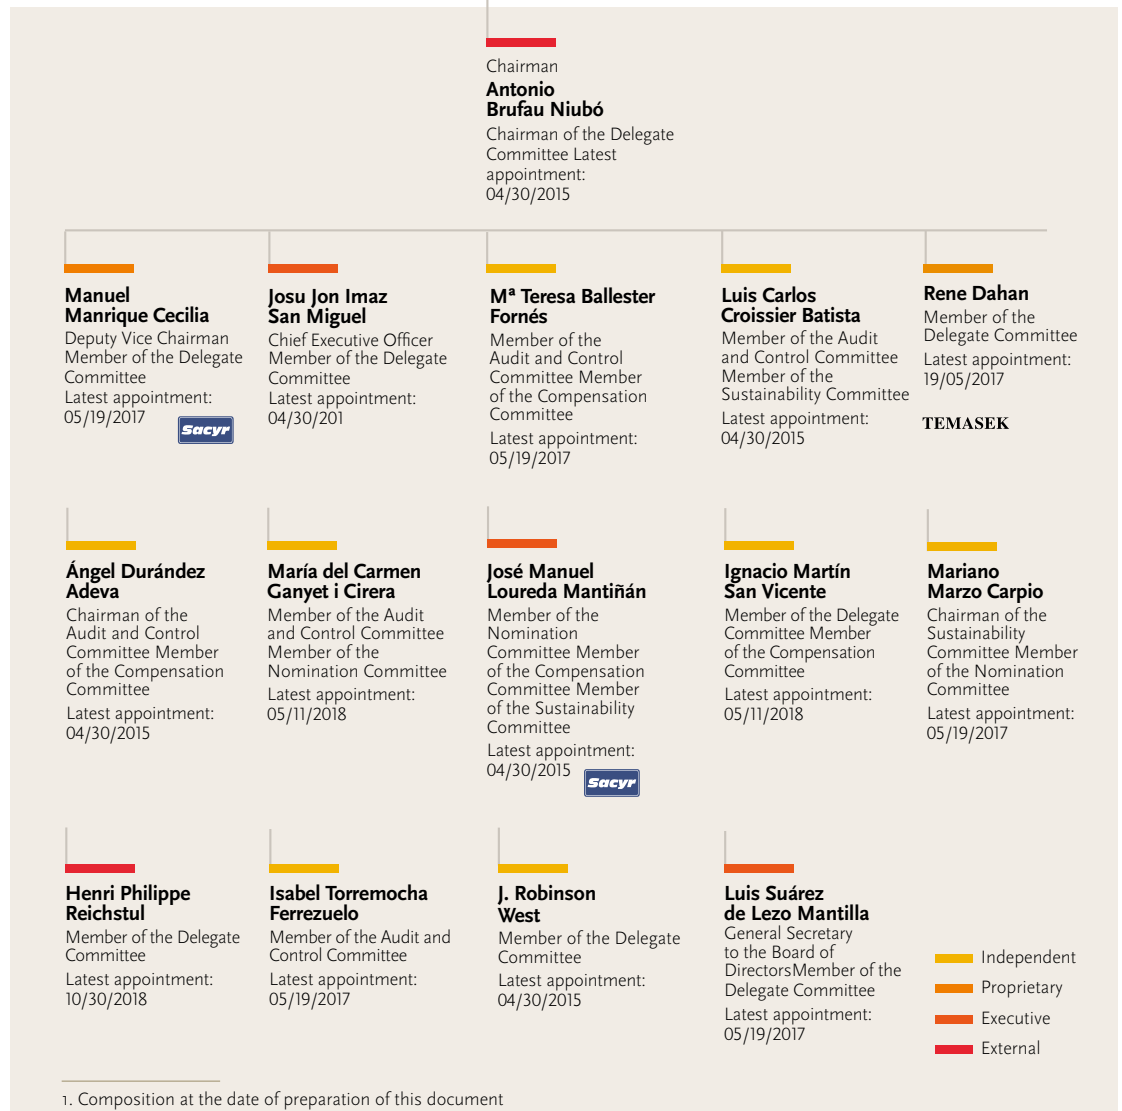 Chairman
Antonio
Brufau Niubó
Chairman of the Delegate
Committee Latest
appointment:
04/30/2015
Manuel
Manrique Cecilia
Deputy Vice Chairman
Member of the Delegate
Committee
Latest appointment:
05/19/2017
Sacyr
Josu Jon Imaz
San Miguel
Chief Executive Officer
Member of the Delegate
Committee
Latest appointment:
04/30/201
Mª Teresa Ballester
Fornés
Member of the
Audit and Control
Committee Member
of the Compensation
Committee
Latest appointment:
05/19/2017
Luis Carlos
Croissier Batista
Member of the Audit
and Control Committee
Member of the
Sustainability Committee
Latest appointment:
04/30/2015
Rene Dahan
Member of the
Delegate Committee
Latest appointment:
19/05/2017
TEMASEK
Ángel Durández
Adeva
Chairman of the
Audit and Control
Committee Member
of the Compensation
Committee
Latest appointment:
04/30/2015
María del Carmen
Ganyet i Cirera
Member of the Audit
and Control Committee
Member of the
Nomination Committee
Latest appointment:
05/11/2018
José Manuel
Loureda Mantiñán
Member of the
Nomination
Committee Member
of the Compensation
Committee Member
of the Sustainability
Committee
Latest appointment:
04/30/2015
Sacyr
Ignacio Martín
San Vicente
Member of the Delegate
Committee Member
of the Compensation
Committee
Latest appointment:
05/11/2018
Mariano
Marzo Carpio
Chairman of the
Sustainability
Committee Member
of the Nomination
Committee
Latest appointment:
05/19/2017
Henri Philippe
Reichstul
Member of the Delegate
Committee
Latest appointment:
10/30/2018
Isabel Torremocha
Ferrezuelo
Member of the Audit and
Control Committee
Latest appointment:
05/19/2017
J. Robinson
West
Member of the Delegate
Committee
Latest appointment:
04/30/2015
Luis Suárez
de Lezo Mantilla
General Secretary
to the Board of
DirectorsMember of the
Delegate Committee
Latest appointment:
05/19/2017
Independent
Proprietary
Executive
External
1. Composition at the date of preparation of this document